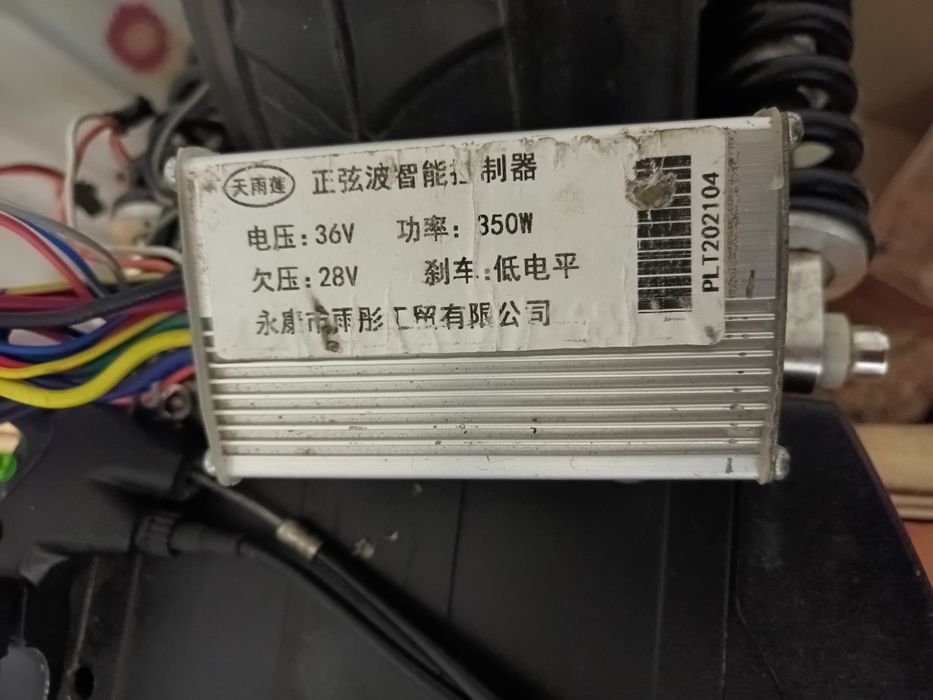 天雨莲 正弦波智能控制器
电压：36V 功率：350W
欠压：28V 刹车：低电平
永康市雨彤工贸有限公司
PLT202104